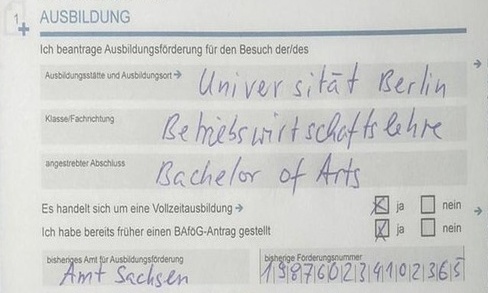 1 AUSBILDUNG
Ich beantrage Ausbildungsförderung für den Besuch der/des
Ausbildungsstätte und Ausbildungsort → Universität Berlin
Klasse/Fachrichtung Betriebswirtschaftslehre
angestrebter Abschluss Bachelor of Arts
Es handelt sich um eine Vollzeitausbildung → ja nein
Ich habe bereits früher einen BAföG-Antrag gestellt ja nein
bisheriges Amt für Ausbildungsförderung bisherige Förderungsnummer
Amt Sachsen 198760234102365